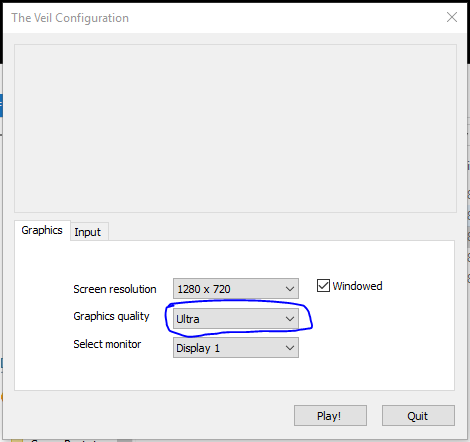 The Veil Configuration
Graphics
Input
Screen resolution
1280 x 720
Windowed
Graphics quality
Ultra
Select monitor
Display 1
Play!
Quit